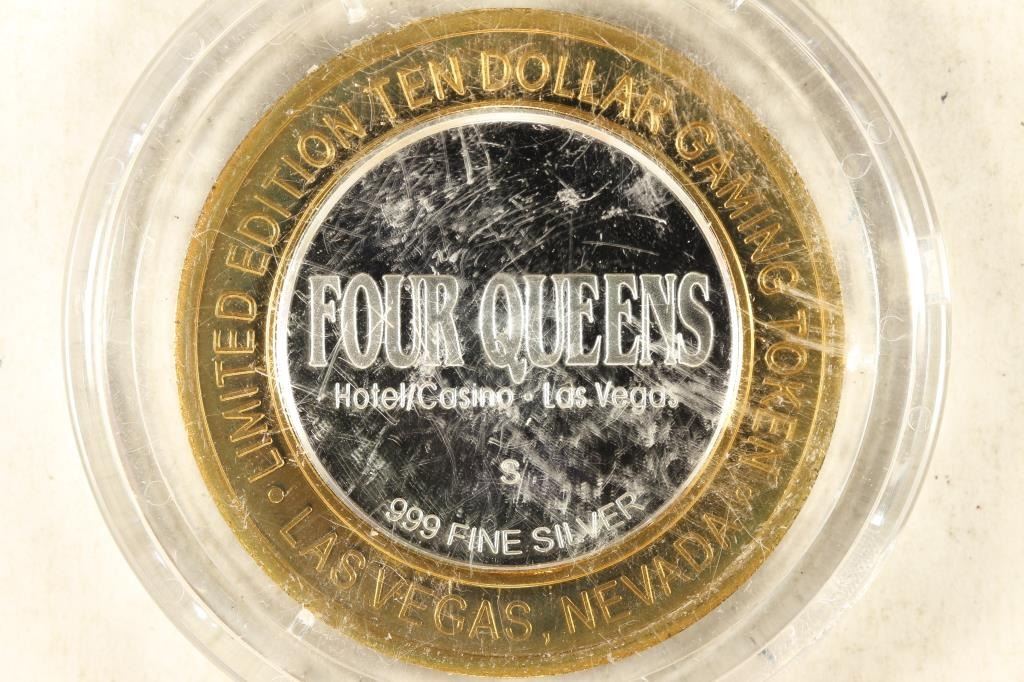 LIMITED EDITION TEN DOLLAR GAMING TOKEN
FOUR QUEENS
Hotel/Casino • Las Vegas
S
.999 FINE SILVER
• LAS VEGAS, NEVADA •